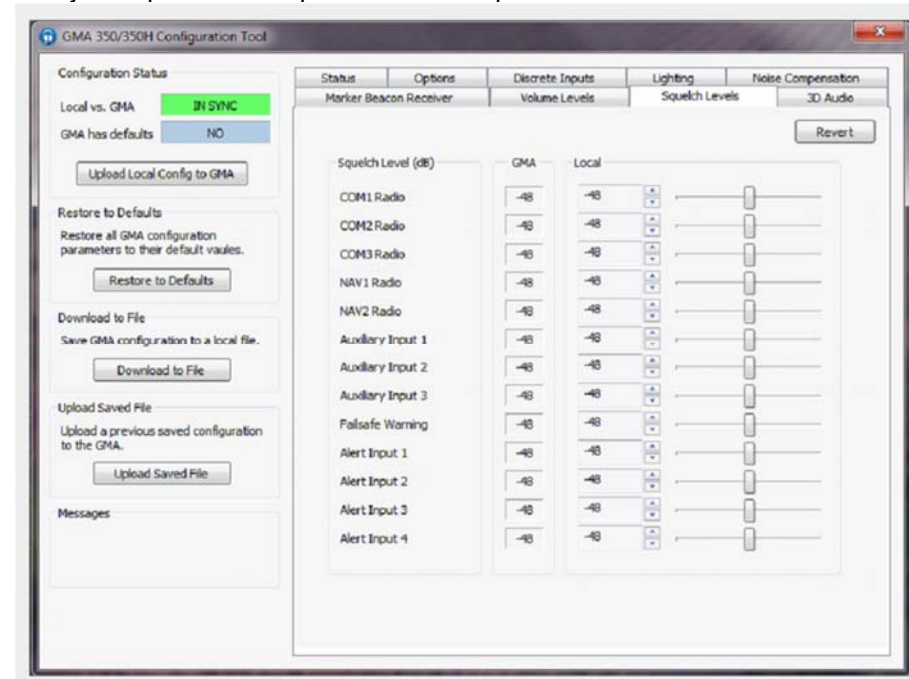 GMA 350/350H Configuration Tool
Configuration Status
Local vs. GMA IN SYNC
GMA has defaults NO
Upload Local Config to GMA
Restore to Defaults
Restore all GMA configuration
parameters to their default vaules.
Restore to Defaults
Download to File
Save GMA configuration to a local file.
Download to File
Upload Saved File
Upload a previous saved configuration
to the GMA.
Upload Saved File
Messages
Status Options Discrete Inputs Lighting Noise Compensation
Marker Beacon Receiver Volume Levels Squelch Levels 3D Audio
Revert
Squelch Level (dB) GMA Local
COM1 Radio -48 -48
COM2 Radio -48 -48
COM3 Radio -48 -48
NAV1 Radio -48 -48
NAV2 Radio -48 -48
Auxiliary Input 1 -48 -48
Auxiliary Input 2 -48 -48
Auxiliary Input 3 -48 -48
Failsafe Warning -48 -48
Alert Input 1 -48 -48
Alert Input 2 -48 -48
Alert Input 3 -48 -48
Alert Input 4 -48 -48